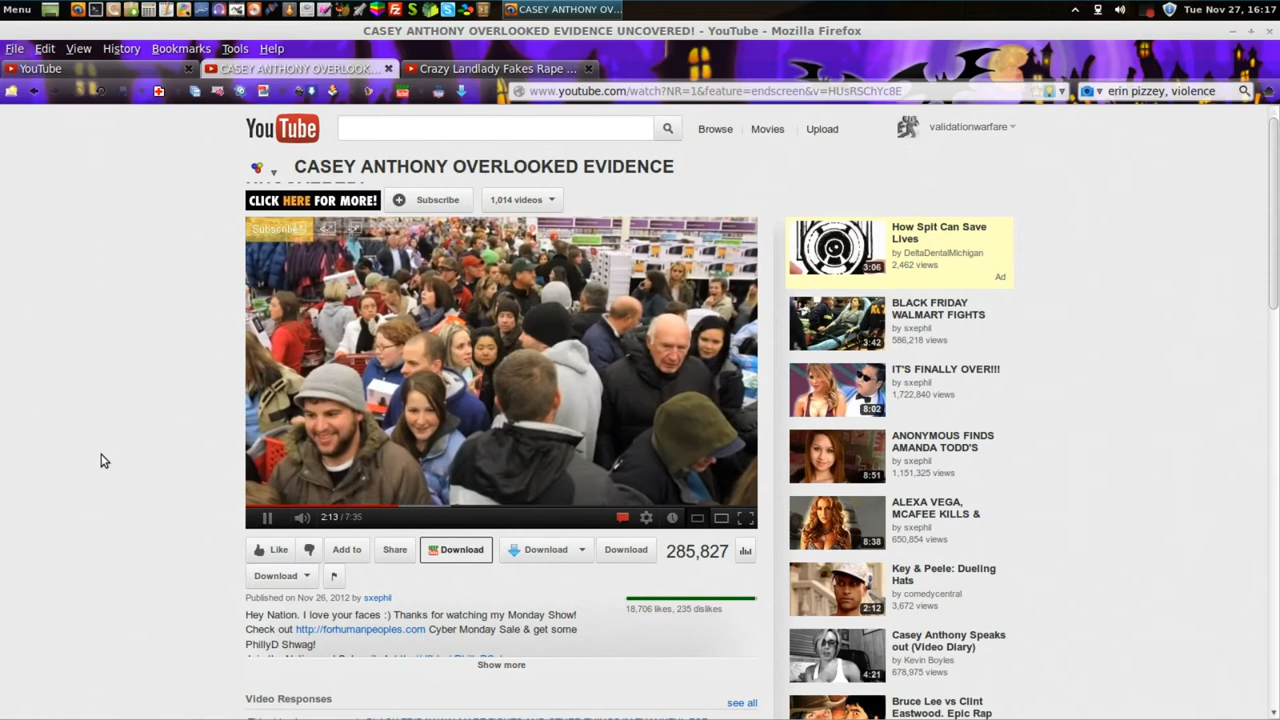 Menu
CASEY ANTHONY OV...
Tue Nov 27, 16:17
CASEY ANTHONY OVERLOOKED EVIDENCE UNCOVERED! - YouTube - Mozilla Firefox
File Edit View History Bookmarks Tools Help
YouTube
CASEY ANTHONY OVERLOOK...
Crazy Landlady Fakes Rape ...
www.youtube.com/watch?NR=1&feature=endscreen&v=HUsRSChYc8E
erin pizzey, violence
YouTube
Browse Movies Upload
validationwarfare
CASEY ANTHONY OVERLOOKED EVIDENCE
CLICK HERE FOR MORE!
Subscribe
1,014 videos
Subscribe
2:13 / 7:35
Like
Add to
Share
Download
Download
Download
285,827
Download
Published on Nov 26, 2012 by sxephil
18,706 likes, 235 dislikes
Hey Nation. I love your faces :) Thanks for watching my Monday Show!
Check out http://forhumanpeoples.com Cyber Monday Sale & get some
PhillyD Shwag!
Show more
Video Responses
see all
How Spit Can Save
Lives
by DeltaDentalMichigan
2,462 views
Ad
3:06
BLACK FRIDAY
WALMART FIGHTS
by sxephil
586,218 views
3:42
IT'S FINALLY OVER!!!
by sxephil
1,722,840 views
8:02
ANONYMOUS FINDS
AMANDA TODD'S
by sxephil
1,151,325 views
8:51
ALEXA VEGA,
MCAFEE KILLS &
by sxephil
650,854 views
8:38
Key & Peele: Dueling
Hats
by comedycentral
3,672 views
2:12
Casey Anthony Speaks
out (Video Diary)
by Kevin Boyles
678,975 views
4:21
Bruce Lee vs Clint
Eastwood. Epic Rap